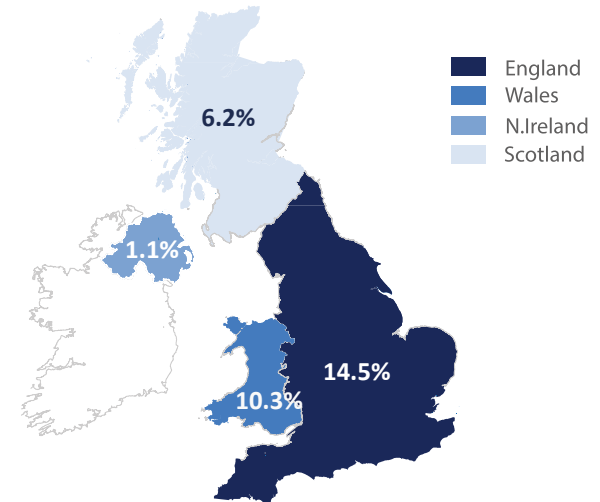 England
Wales
N.Ireland
Scotland
6.2%
1.1%
14.5%
10.3%